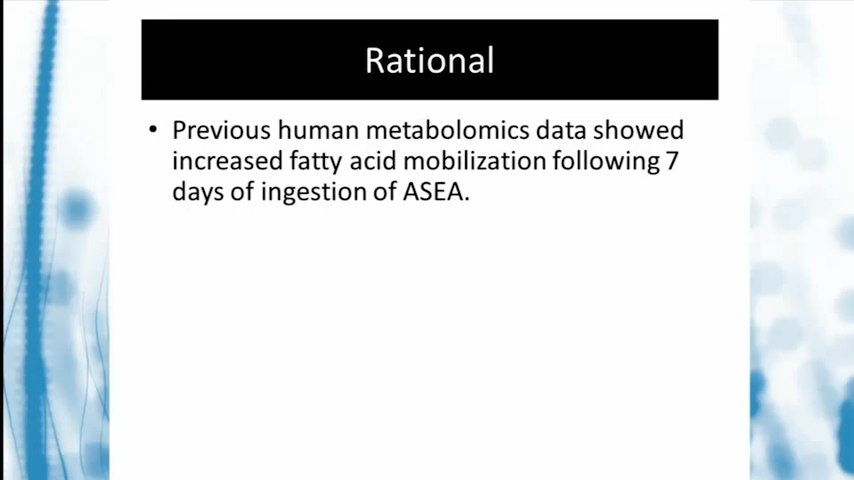 Rational
• Previous human metabolomics data showed
increased fatty acid mobilization following 7
days of ingestion of ASEA.